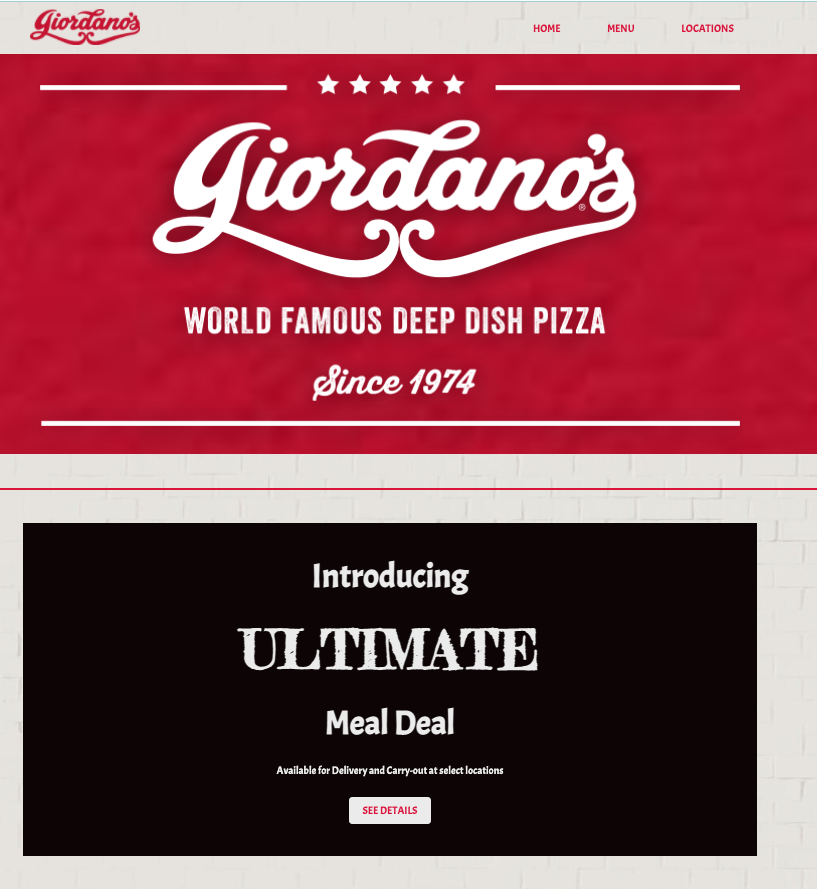 Giordano's
HOME MENU LOCATIONS
Giordano's®
WORLD FAMOUS DEEP DISH PIZZA
Since 1974
Introducing
ULTIMATE
Meal Deal
Available for Delivery and Carry-out at select locations
SEE DETAILS